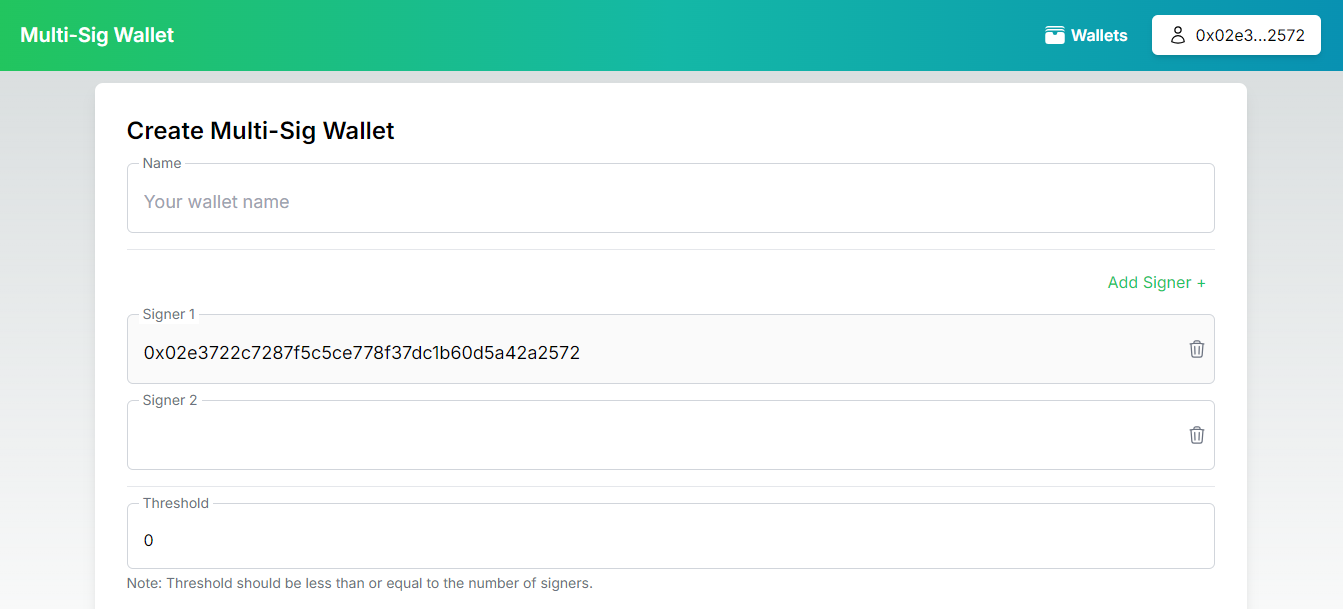 Multi-Sig Wallet
Wallets
0x02e3...2572
Create Multi-Sig Wallet
Name
Your wallet name
Add Signer +
Signer 1
0x02e3722c7287f5c5ce778f37dc1b60d5a42a2572
Signer 2
Threshold
0
Note: Threshold should be less than or equal to the number of signers.